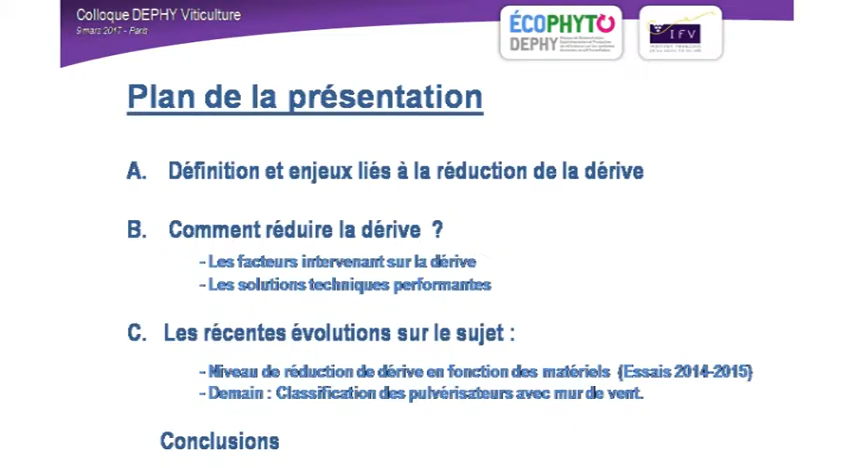 Colloque DEPHY Viticulture
9 mars 2017 - Paris
ÉCOPHYTO
DEPHY
IFV
Plan de la présentation
A. Définition et enjeux liés à la réduction de la dérive
B. Comment réduire la dérive ?
- Les facteurs intervenant sur la dérive
- Les solutions techniques performantes
C. Les récentes évolutions sur le sujet :
- Niveau de réduction de dérive en fonction des matériels (Essais 2014-2015)
- Demain : Classification des pulvérisateurs avec mur de vent.
Conclusions